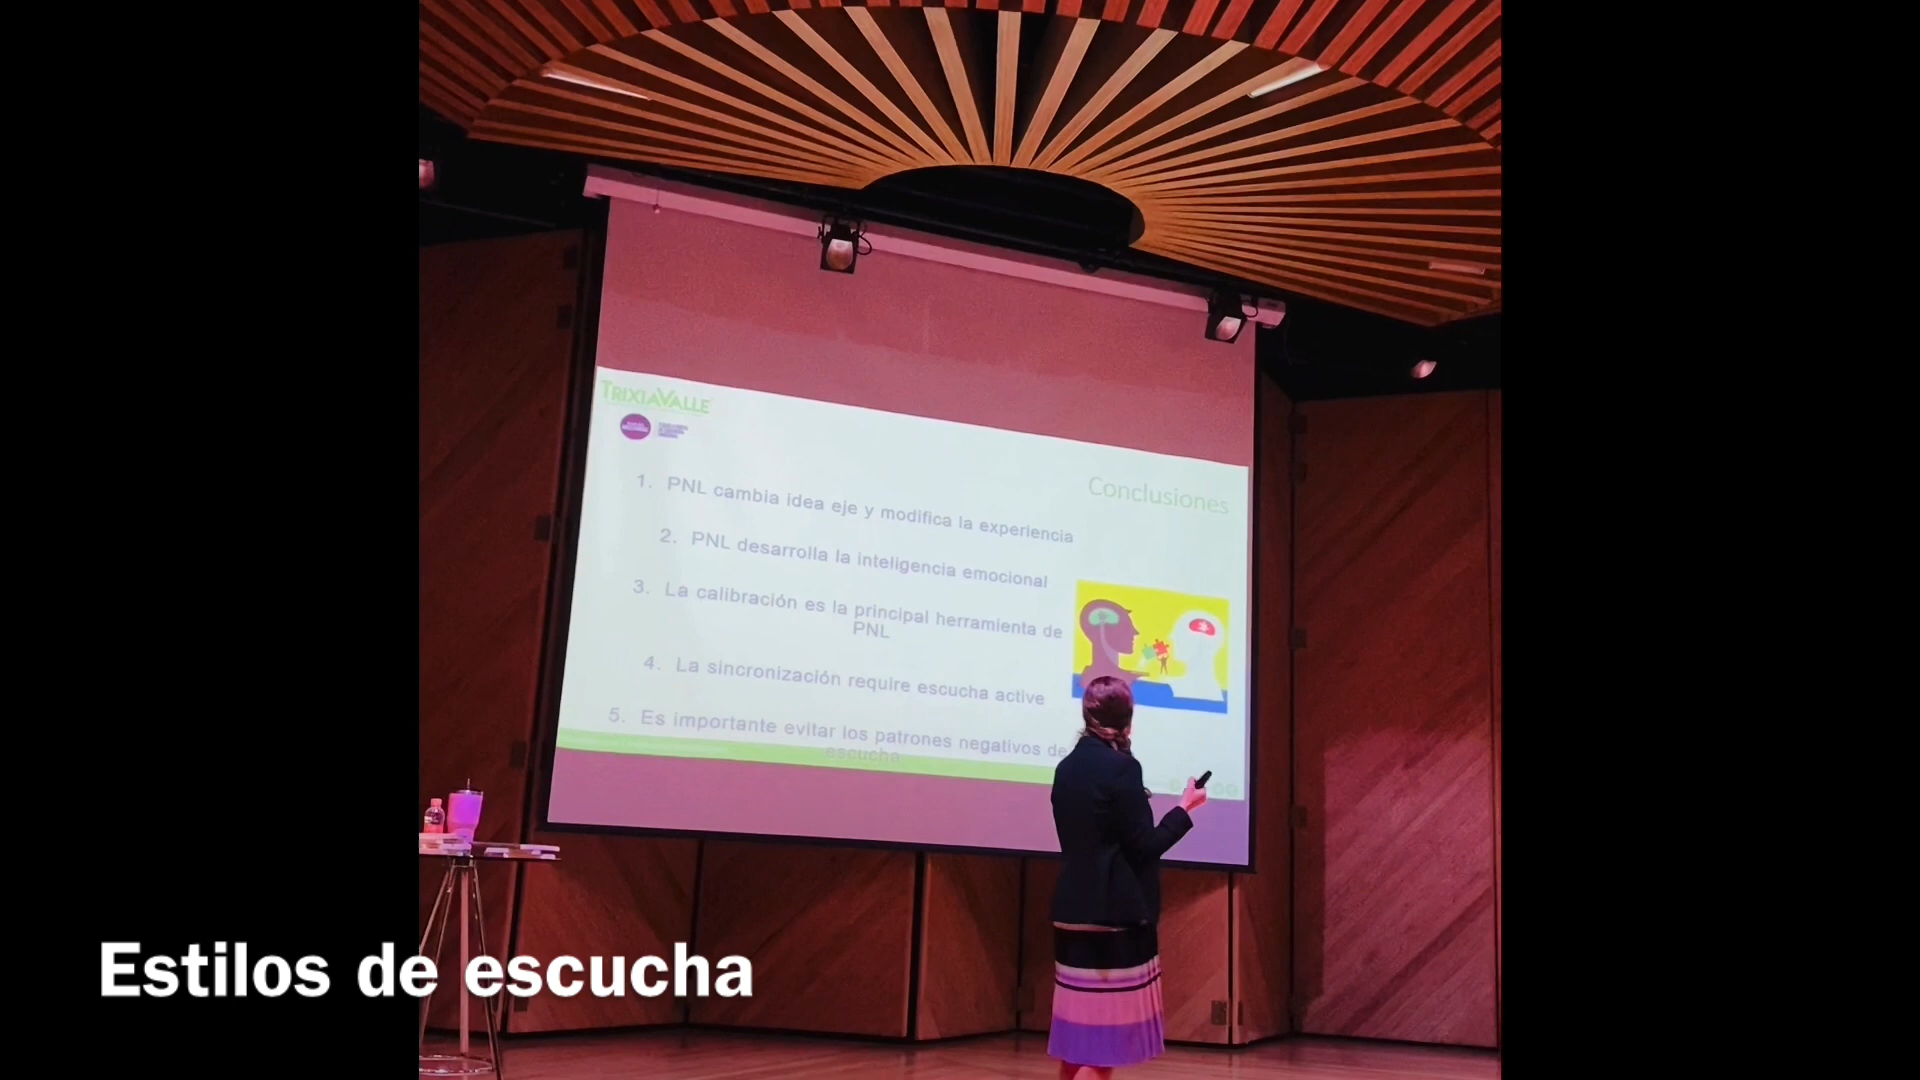 TRIXIAVALLE
Conclusiones
1. PNL cambia idea eje y modifica la experiencia
2. PNL desarrolla la inteligencia emocional
3. La calibración es la principal herramienta de
PNL
4. La sincronización require escucha active
5. Es importante evitar los patrones negativos de
escucha
Estilos de escucha